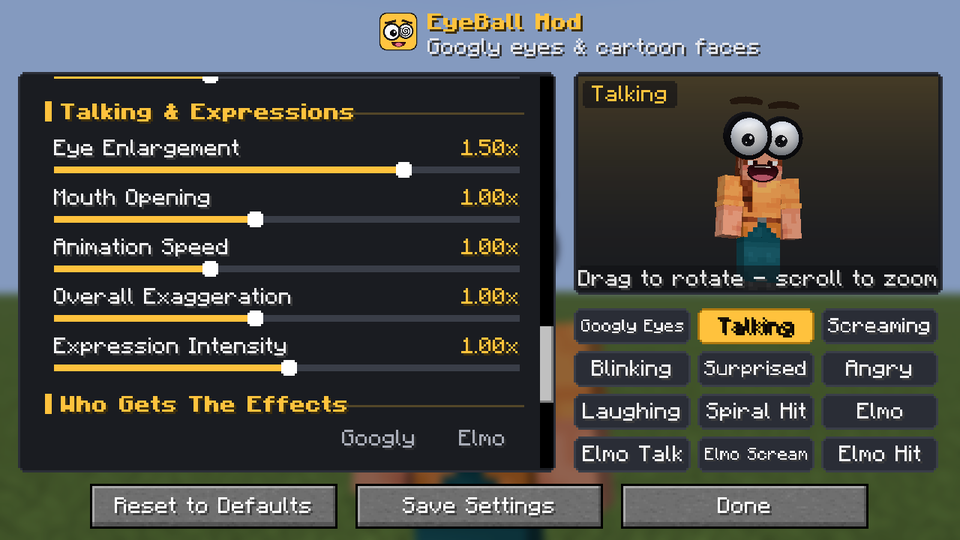 EyeBall Mod
Googly eyes & cartoon faces
Talking & Expressions
Eye Enlargement 1.50x
Mouth Opening 1.00x
Animation Speed 1.00x
Overall Exaggeration 1.00x
Expression Intensity 1.00x
Who Gets The Effects
Googly Elmo
Talking
Drag to rotate - scroll to zoom
Googly Eyes Talking Screaming
Blinking Surprised Angry
Laughing Spiral Hit Elmo
Elmo Talk Elmo Scream Elmo Hit
Reset to Defaults Save Settings Done